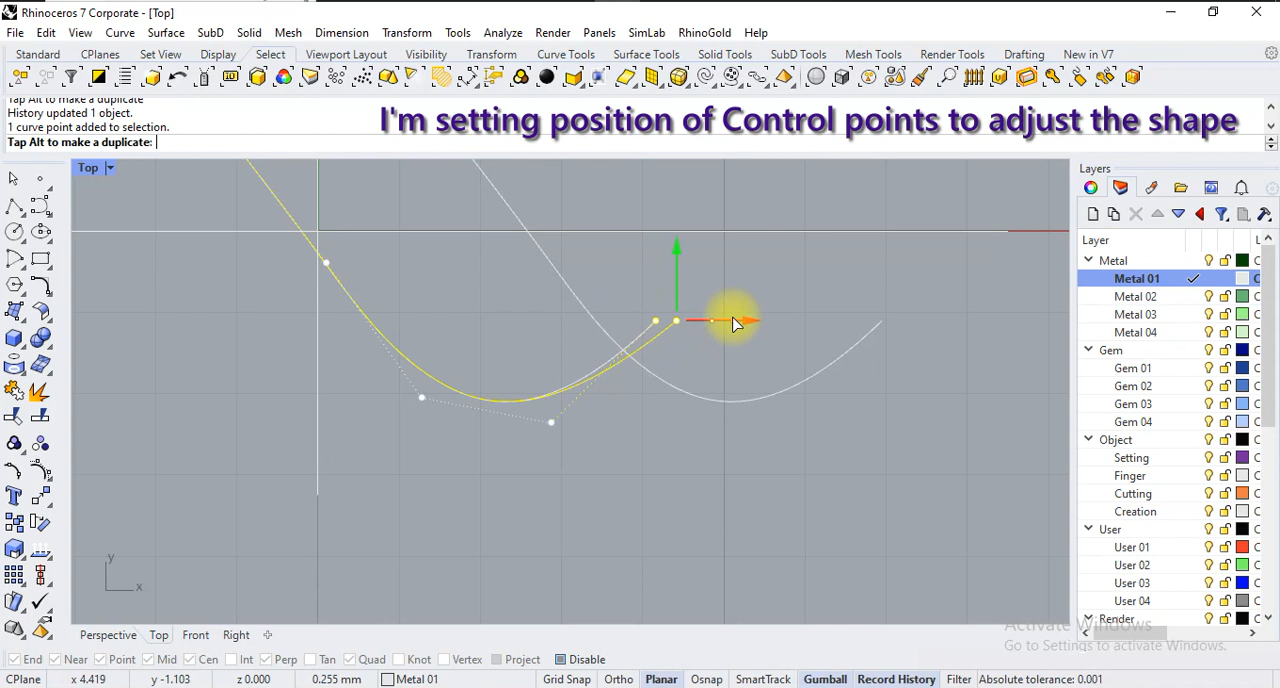 Rhinoceros 7 Corporate - [Top]
File Edit View Curve Surface SubD Solid Mesh Dimension Transform Tools Analyze Render Panels SimLab RhinoGold Help
Standard CPlanes Set View Display Select Viewport Layout Visibility Transform Curve Tools Surface Tools Solid Tools SubD Tools Mesh Tools Render Tools Drafting New in V7
Tap Alt to make a duplicate
History updated 1 object.
1 curve point added to selection.
I'm setting position of Control points to adjust the shape
Tap Alt to make a duplicate:
Top
Layers
Layer
Metal
Metal 01
Metal 02
Metal 03
Metal 04
Gem
Gem 01
Gem 02
Gem 03
Gem 04
Object
Setting
Finger
Cutting
Creation
User
User 01
User 02
User 03
User 04
Render
y
x
Activate Windows
Go to Settings to activate Windows.
Perspective Top Front Right
End Near Point Mid Cen Int Perp Tan Quad Knot Vertex Project Disable
CPlane x 4.419 y -1.103 z 0.000 0.255 mm Metal 01 Grid Snap Ortho Planar Osnap SmartTrack Gumball Record History Filter Absolute tolerance: 0.001